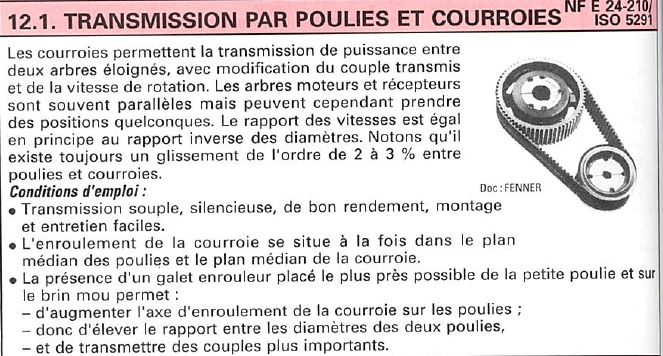 12.1. TRANSMISSION PAR POULIES ET COURROIES NF E 24-210/
ISO 5291
Les courroies permettent la transmission de puissance entre
deux arbres éloignés, avec modification du couple transmis
et de la vitesse de rotation. Les arbres moteurs et récepteurs
sont souvent parallèles mais peuvent cependant prendre
des positions quelconques. Le rapport des vitesses est égal
en principe au rapport inverse des diamètres. Notons qu'il
existe toujours un glissement de l'ordre de 2 à 3 % entre
poulies et courroies.
Doc : FENNER
Conditions d'emploi :
• Transmission souple, silencieuse, de bon rendement, montage
et entretien faciles.
• L'enroulement de la courroie se situe à la fois dans le plan
médian des poulies et le plan médian de la courroie.
• La présence d'un galet enrouleur placé le plus près possible de la petite poulie et sur
le brin mou permet :
– d'augmenter l'axe d'enroulement de la courroie sur les poulies ;
– donc d'élever le rapport entre les diamètres des deux poulies,
– et de transmettre des couples plus importants.